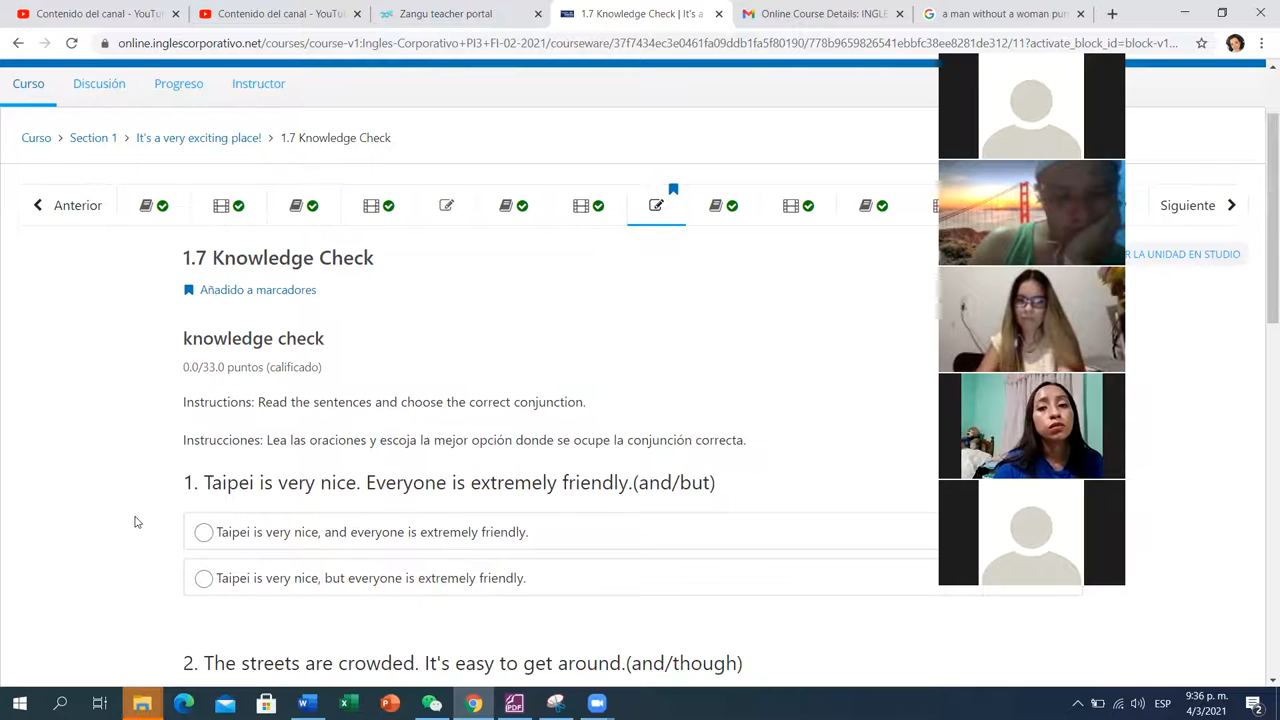 Contenido del canal - YouT
Contenido del canal - YouT
Zangu teacher portal
1.7 Knowledge Check | It's a
Online Course Details: INGLE
a man without a woman pun
online.inglescorporativo.net/courses/course-v1:Ingles-Corporativo+PI3+FI-02-2021/courseware/37f7434ec3e0461fa09ddb1fa5f80190/778b9659826541ebbfc38ee8281de312/11?activate_block_id=block-v1...
Curso
Discusión
Progreso
Instructor
Curso > Section 1 > It's a very exciting place! > 1.7 Knowledge Check
Anterior
Siguiente
R LA UNIDAD EN STUDIO
1.7 Knowledge Check
Añadido a marcadores
knowledge check
0.0/33.0 puntos (calificado)
Instructions: Read the sentences and choose the correct conjunction.
Instrucciones: Lea las oraciones y escoja la mejor opción donde se ocupe la conjunción correcta.
1. Taipei is very nice. Everyone is extremely friendly.(and/but)
Taipei is very nice, and everyone is extremely friendly.
Taipei is very nice, but everyone is extremely friendly.
2. The streets are crowded. It's easy to get around.(and/though)
ESP
9:36 p. m.
4/3/2021
2